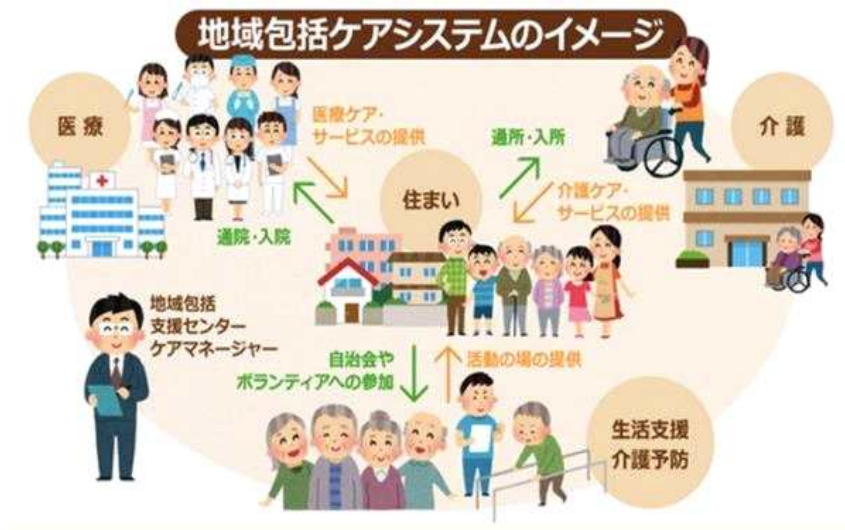 地域包括ケアシステムのイメージ
医療
医療ケア・
サービスの提供
通院・入院
住まい
通所・入所
介護ケア・
サービスの提供
介護
地域包括
支援センター
ケアマネージャー
自治会や
ボランティアへの参加
活動の場の提供
生活支援
介護予防